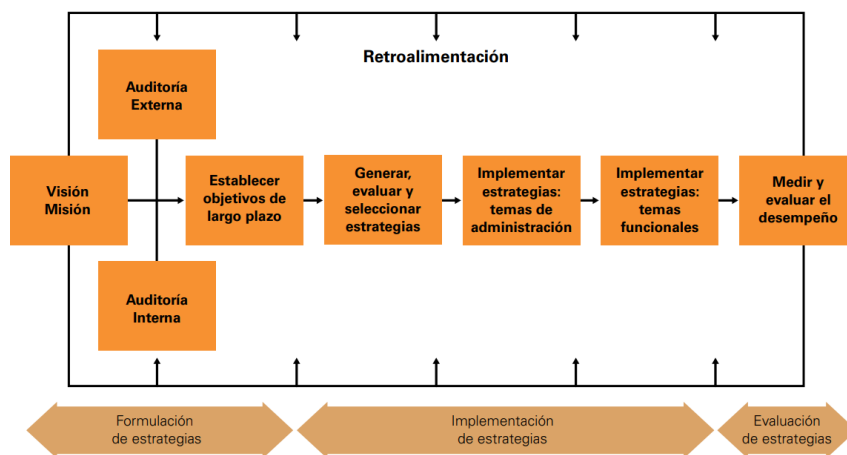 Retroalimentación
Auditoría
Externa
Visión
Misión
Establecer
objetivos de
largo plazo
Generar,
evaluar y
seleccionar
estrategias
Implementar
estrategias:
temas de
administración
Implementar
estrategias:
temas
funcionales
Medir y
evaluar el
desempeño
Auditoría
Interna
Formulación
de estrategias
Implementación
de estrategias
Evaluación
de estrategias